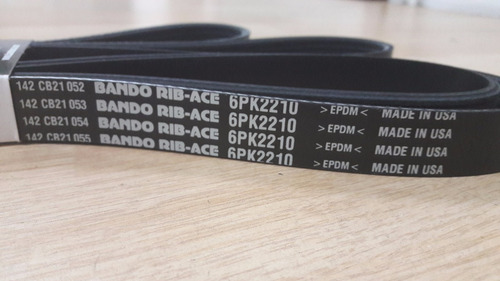 142 CB21 052 BANDO RIB-ACE 6PK2210 >EPDM< MADE IN USA
142 CB21 053 BANDO RIB-ACE 6PK2210 >EPDM< MADE IN USA
142 CB21 054 BANDO RIB-ACE 6PK2210 >EPDM< MADE IN USA
142 CB21 055 BANDO RIB-ACE 6PK2210 >EPDM< MADE IN USA